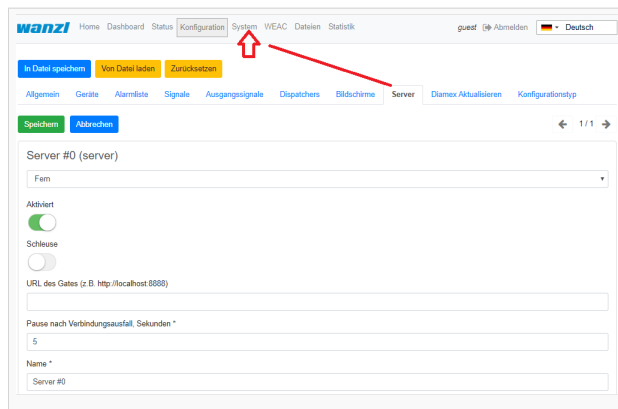 wanzl Home Dashboard Status Konfiguration System WEAC Dateien Statistik guest Abmelden Deutsch
In Datei speichern Von Datei laden Zurücksetzen
Allgemein Geräte Alarmliste Signale Ausgangssignale Dispatchers Bildschirme Server Diamex Aktualisieren Konfigurationstyp
Speichern Abbrechen 1/1
Server #0 (server)
Fern
Aktiviert
Schleuse
URL des Gates (z.B. http://localhost:8888)
Pause nach Verbindungsausfall, Sekunden *
5
Name *
Server #0